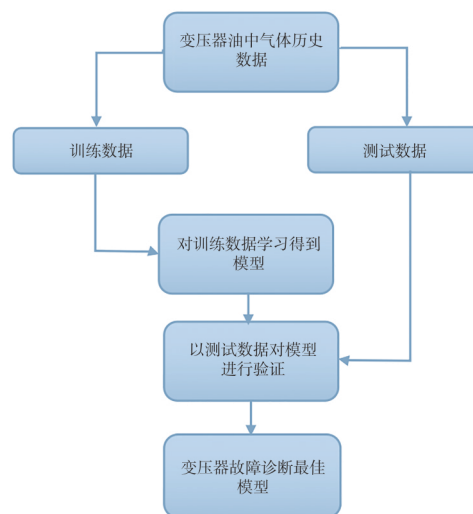 变压器油中气体历史
数据
训练数据
测试数据
对训练数据学习得到
模型
以测试数据对模型
进行验证
变压器故障诊断最佳
模型